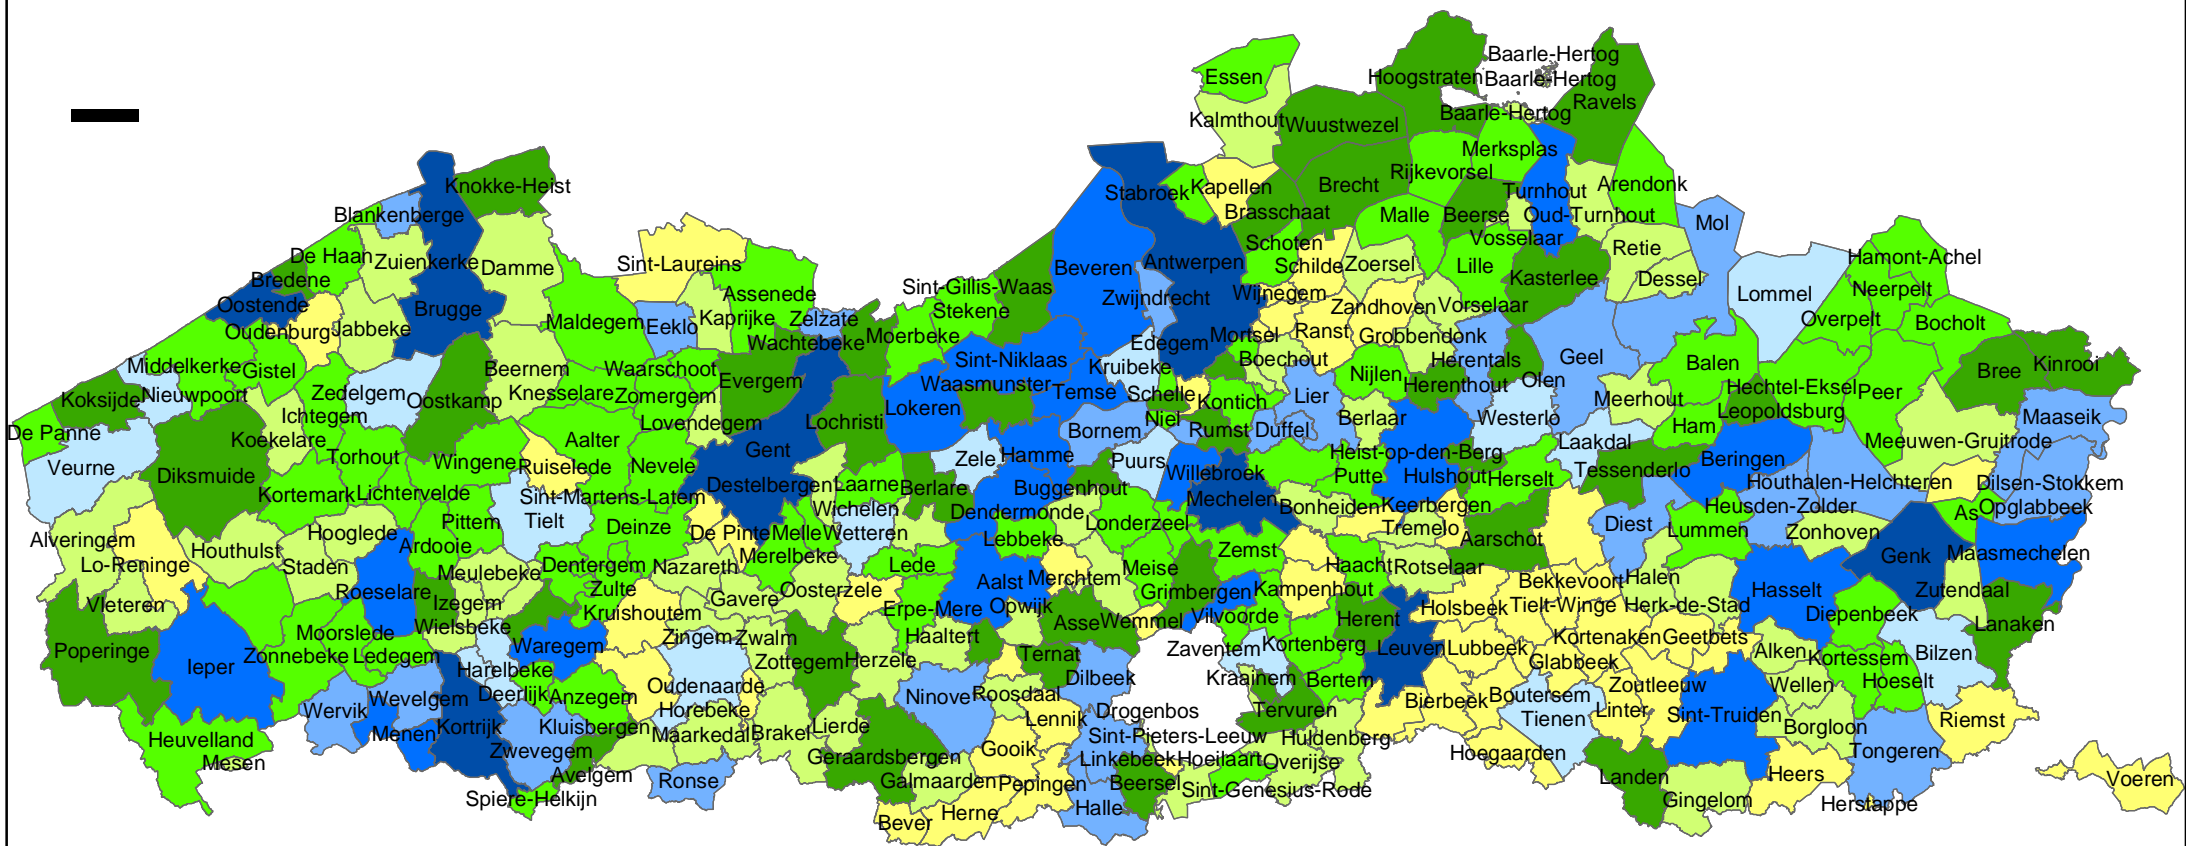 Baarle-Hertog
Essen
Hoogstraten
Baarle-Hertog
Ravels
Kalmthout
Wuustwezel
Baarle-Hertog
Merksplas
Knokke-Heist
Stabroek
Kapellen
Brecht
Rijkevorsel
Turnhout
Arendonk
Blankenberge
Brasschaat
Malle
Beerse
Oud-Turnhout
Mol
De Haan
Zuienkerke
Damme
Sint-Laureins
Beveren
Antwerpen
Schoten
Schilde
Zoersel
Vosselaar
Lille
Retie
Hamont-Achel
Bredene
Kasterlee
Dessel
Oostende
Brugge
Assenede
Sint-Gillis-Waas
Stekene
Zwijndrecht
Wijnegem
Zandhoven
Vorselaar
Lommel
Neerpelt
Oudenburg
Jabbeke
Maldegem
Eeklo
Kaprijke
Zelzate
Moerbeke
Wachtebeke
Edegem
Mortsel
Ranst
Grobbendonk
Overpelt
Bocholt
Middelkerke
Gistel
Beernem
Waarschoot
Sint-Niklaas
Kruibeke
Boechout
Herentals
Geel
Balen
Bree
Kinrooi
Koksijde
Nieuwpoort
Zedelgem
Oostkamp
Knesselare
Zomergem
Evergem
Waasmunster
Temse
Schelle
Kontich
Lier
Nijlen
Herenthout
Olen
Meerhout
Hechtel-Eksel
Peer
Ichtegem
Lovendegem
Lochristi
Lokeren
Niel
Berlaar
Westerlo
Leopoldsburg
Maaseik
De Panne
Koekelare
Aalter
Bornem
Rumst
Duffel
Laakdal
Ham
Meeuwen-Gruitrode
Veurne
Diksmuide
Torhout
Wingene
Ruiselede
Nevele
Gent
Zele
Hamme
Puurs
Willebroek
Heist-op-den-Berg
Putte
Hulshout
Herselt
Tessenderlo
Beringen
Houthalen-Helchteren
Dilsen-Stokkem
Kortemark
Lichtervelde
Sint-Martens-Latem
Destelbergen
Laarne
Berlare
Buggenhout
Mechelen
Bonheiden
Keerbergen
Heusden-Zolder
Opglabbeek
As
Alveringem
Hooglede
Pittem
Tielt
Deinze
De Pinte
Melle
Wichelen
Wetteren
Dendermonde
Lebbeke
Londerzeel
Tremelo
Aarschot
Diest
Lummen
Zonhoven
Genk
Maasmechelen
Lo-Reninge
Houthulst
Staden
Ardooie
Meulebeke
Dentergem
Nazareth
Merelbeke
Lede
Aalst
Merchtem
Meise
Zemst
Haacht
Rotselaar
Bekkevoort
Halen
Vleteren
Roeselare
Izegem
Zulte
Kruishoutem
Gavere
Oosterzele
Erpe-Mere
Opwijk
Grimbergen
Kampenhout
Holsbeek
Tielt-Winge
Herk-de-Stad
Hasselt
Diepenbeek
Zutendaal
Poperinge
Ieper
Moorslede
Wielsbeke
Waregem
Zingem
Zwalm
Haaltert
Asse
Wemmel
Vilvoorde
Herent
Lanaken
Zonnebeke
Ledegem
Harelbeke
Zottegem
Herzele
Ternat
Zaventem
Kortenberg
Leuven
Lubbeek
Kortenaken
Geetbets
Glabbeek
Alken
Kortessem
Bilzen
Wervik
Wevelgem
Deerlijk
Anzegem
Oudenaarde
Ninove
Roosdaal
Dilbeek
Kraainem
Bertem
Bierbeek
Boutersem
Zoutleeuw
Wellen
Hoeselt
Heuvelland
Mesen
Menen
Kortrijk
Zwevegem
Kluisbergen
Horebeke
Maarkedal
Brakel
Lierde
Lennik
Drogenbos
Tervuren
Tienen
Linter
Sint-Truiden
Borgloon
Riemst
Avelgem
Ronse
Geraardsbergen
Gooik
Sint-Pieters-Leeuw
Huldenberg
Hoegaarden
Tongeren
Spiere-Helkijn
Galmaarden
Pepingen
Linkebeek
Hoeilaart
Overijse
Beersel
Sint-Genesius-Rode
Landen
Heers
Voeren
Bever
Herne
Halle
Gingelom
Herstappe